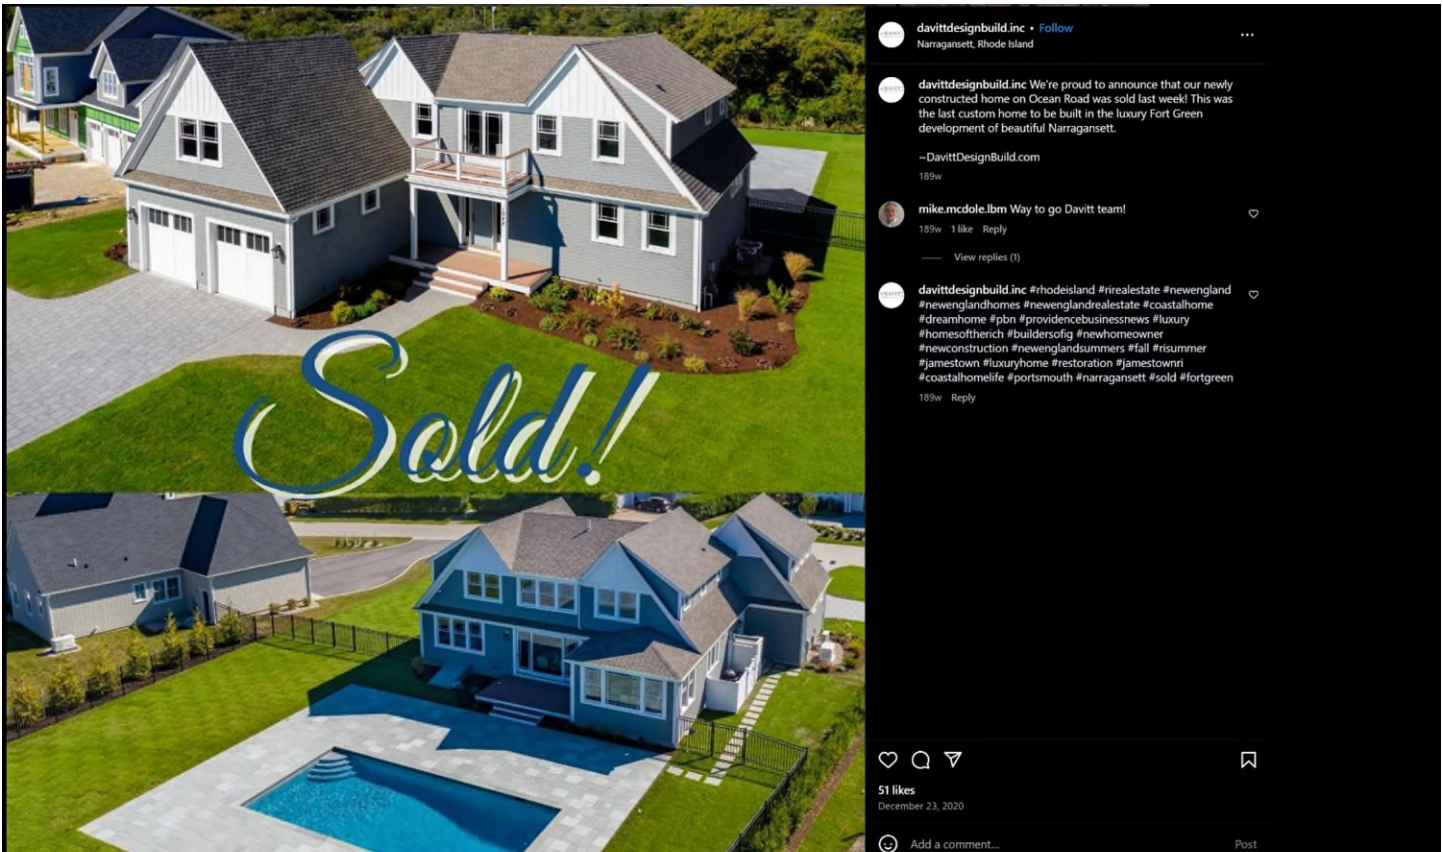 Sold!
davittdesignbuild.inc • Follow
Narragansett, Rhode Island
davittdesignbuild.inc We're proud to announce that our newly
constructed home on Ocean Road was sold last week! This was
the last custom home to be built in the luxury Fort Green
development of beautiful Narragansett.
~DavittDesignBuild.com
189w
mike.mcdole.lbm Way to go Davitt team!
189w 1 like Reply
View replies (1)
davittdesignbuild.inc #rhodeisland #rirealestate #newengland
#newenglandhomes #newenglandrealestate #coastalhome
#dreamhome #pbn #providencebusinessnews #luxury
#homesoftherich #buildersofig #newhomeowner
#newconstruction #newenglandsummers #fall #risummer
#jamestown #luxuryhome #restoration #jamestownri
#coastalhomelife #portsmouth #narragansett #sold #fortgreen
189w Reply
51 likes
December 23, 2020
Add a comment...
Post